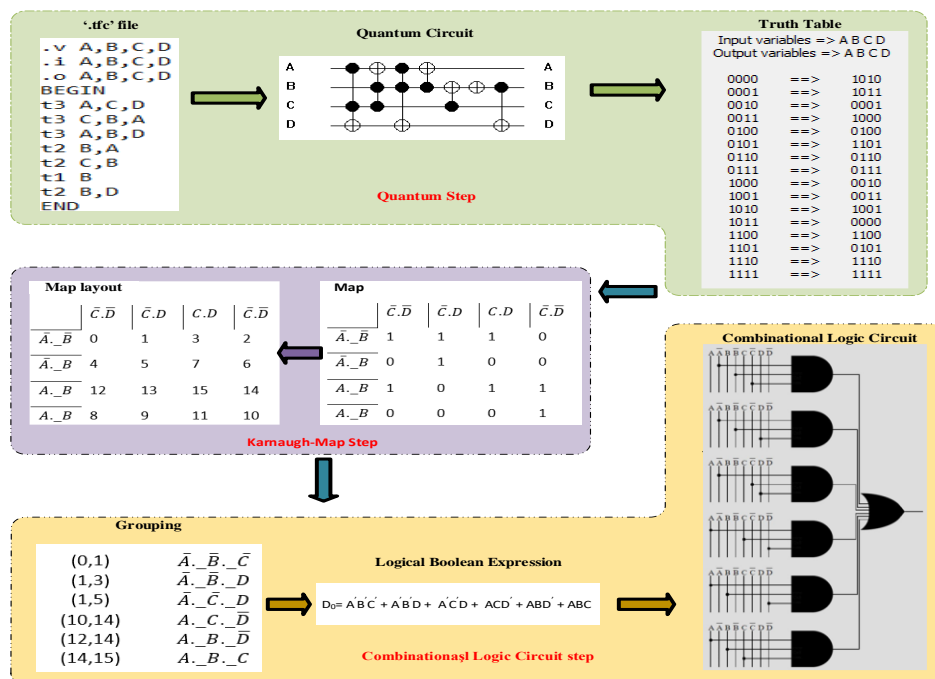 '.tfc' file
.v A,B,C,D
.i A,B,C,D
.o A,B,C,D
BEGIN
t3 A,C,D
t3 C,B,A
t3 A,B,D
t2 B,A
t2 C,B
t1 B
t2 B,D
END
Quantum Circuit
A A
B B
C C
D D
Quantum Step
Truth Table
Input variables => A B C D
Output variables => A B C D
0000 ==> 1010
0001 ==> 1011
0010 ==> 0001
0011 ==> 1000
0100 ==> 0100
0101 ==> 1101
0110 ==> 0110
0111 ==> 0111
1000 ==> 0010
1001 ==> 0011
1010 ==> 1001
1011 ==> 0000
1100 ==> 1100
1101 ==> 0101
1110 ==> 1110
1111 ==> 1111
Map layout
C̄.D̄ C̄.D C.D C̄.D̄
Ā._B̄ 0 1 3 2
Ā._B 4 5 7 6
A._B 12 13 15 14
A._B 8 9 11 10
Map
C̄.D̄ C̄.D C.D C̄.D̄
Ā._B̄ 1 1 1 0
Ā._B 0 1 0 0
A._B 1 0 1 1
A._B 0 0 0 1
Karnaugh-Map Step
Grouping
(0,1) Ā._B̄._C̄
(1,3) Ā._B̄._D
(1,5) Ā._C̄._D
(10,14) A._C._D̄
(12,14) A._B._D̄
(14,15) A._B._C
Logical Boolean Expression
D₀= A′B′C′ + A′B′D + A′C′D + ACD′ + ABD′ + ABC
Combinationaşl Logic Circuit step
Combinational Logic Circuit
A Ā B B̄ C C̄ D D̄
A Ā B B̄ C C̄ D D̄
A Ā B B̄ C C̄ D D̄
A Ā B B̄ C C̄ D D̄
A Ā B B̄ C C̄ D D̄
A Ā B B̄ C C̄ D D̄